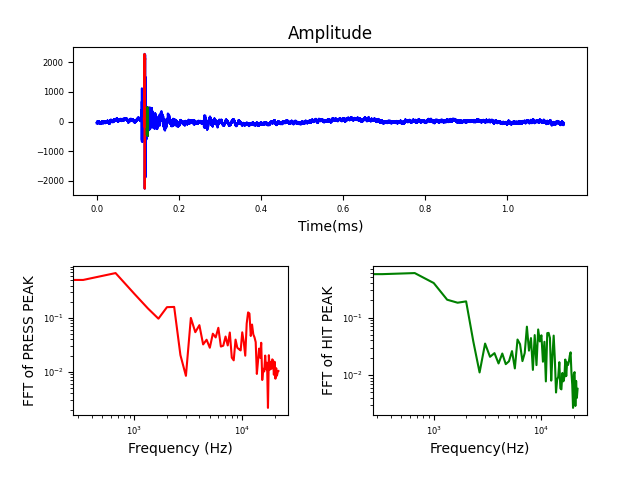 Amplitude
2000
1000
0
−1000
−2000
0.0 0.2 0.4 0.6 0.8 1.0
Time(ms)
FFT of PRESS PEAK
10⁻¹
10⁻²
10³ 10⁴
Frequency (Hz)
FFT of HIT PEAK
10⁻¹
10⁻²
10³ 10⁴
Frequency(Hz)